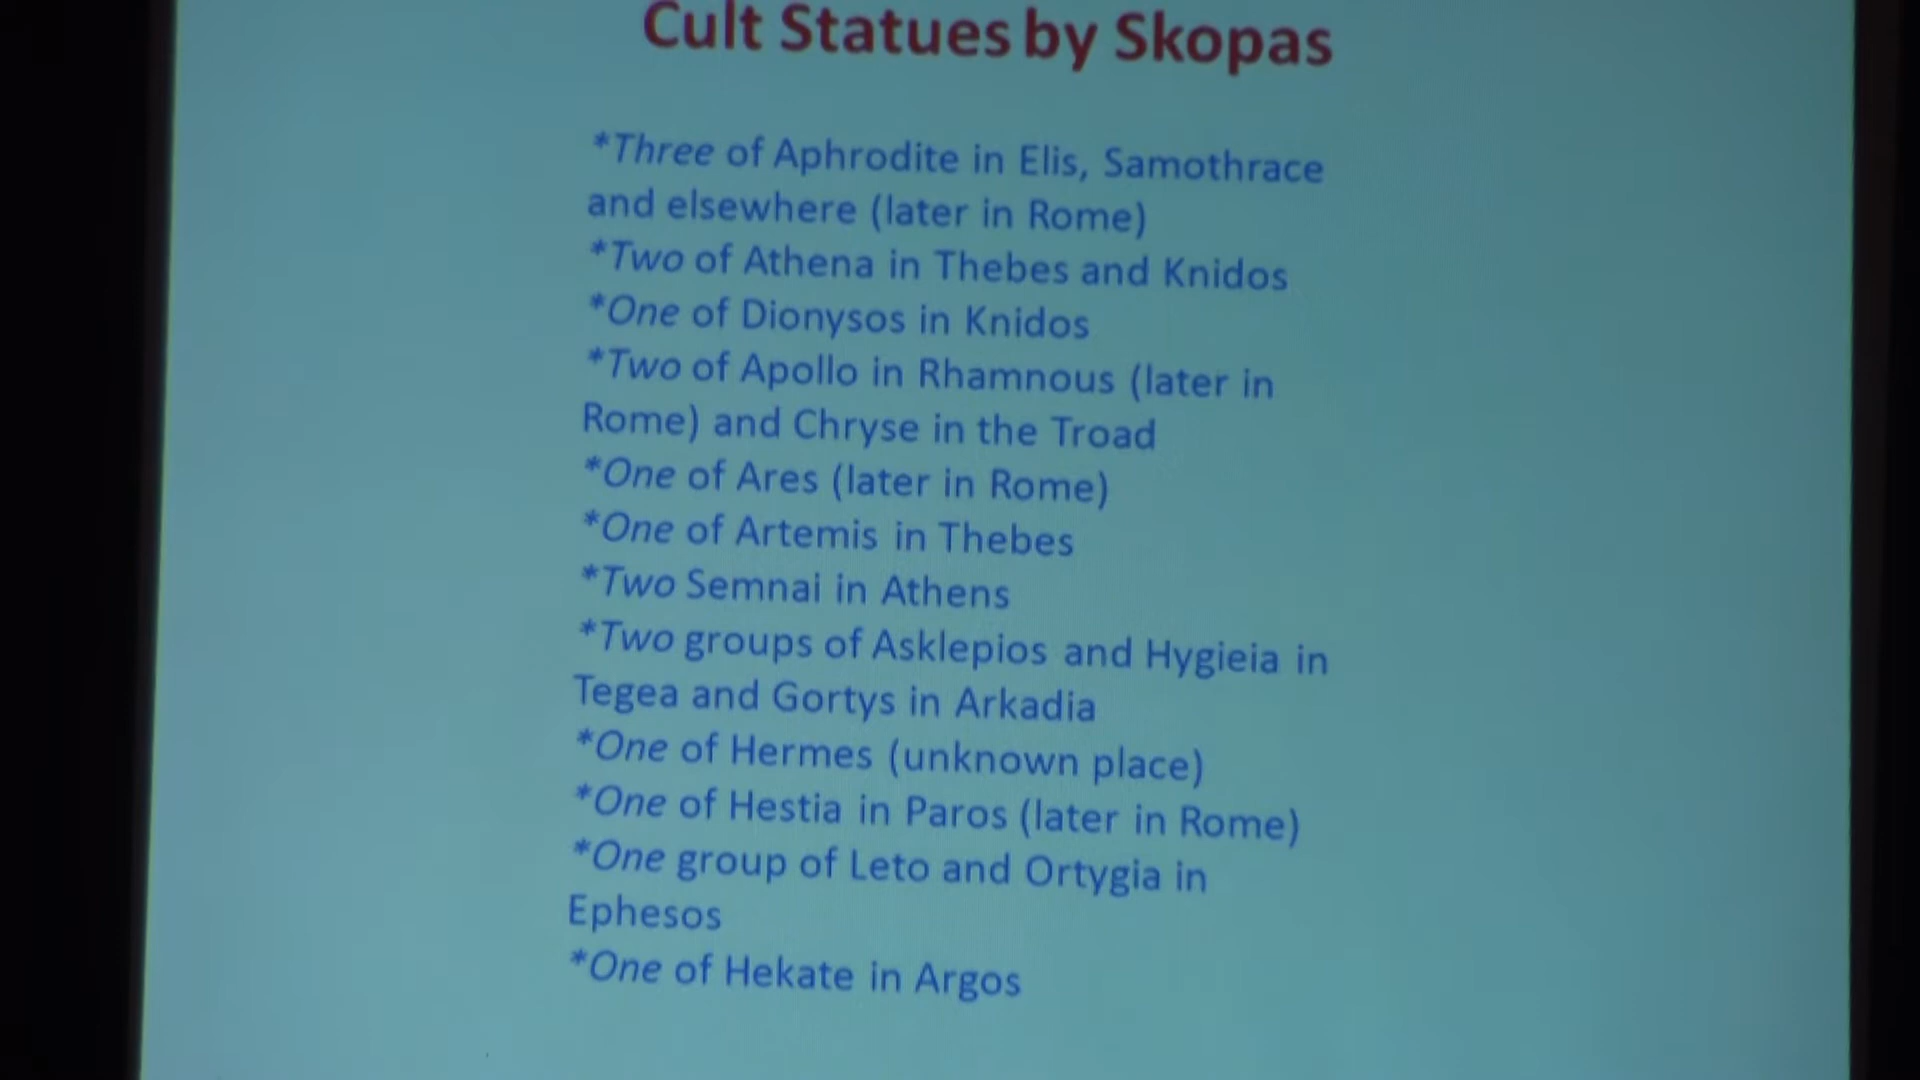 Cult Statues by Skopas
*Three of Aphrodite in Elis, Samothrace
and elsewhere (later in Rome)
*Two of Athena in Thebes and Knidos
*One of Dionysos in Knidos
*Two of Apollo in Rhamnous (later in
Rome) and Chryse in the Troad
*One of Ares (later in Rome)
*One of Artemis in Thebes
*Two Semnai in Athens
*Two groups of Asklepios and Hygieia in
Tegea and Gortys in Arkadia
*One of Hermes (unknown place)
*One of Hestia in Paros (later in Rome)
*One group of Leto and Ortygia in
Ephesos
*One of Hekate in Argos